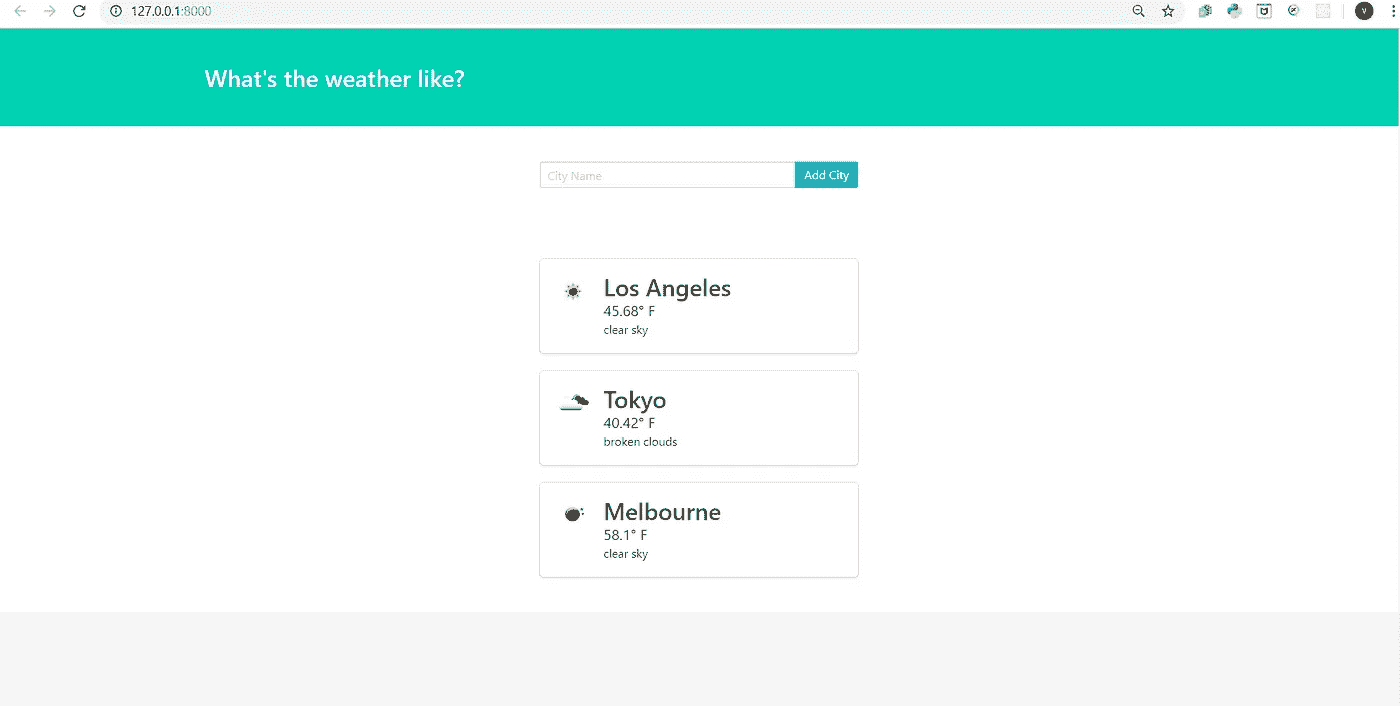 127.0.0.1:8000
V
What's the weather like?
City Name
Add City
Los Angeles
45.68° F
clear sky
Tokyo
40.42° F
broken clouds
Melbourne
58.1° F
clear sky